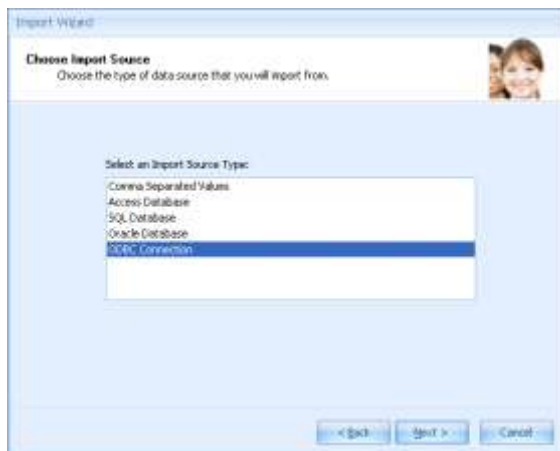 Import Wizard
Choose Import Source
Choose the type of data source that you will import from.
Select an Import Source Type:
Comma Separated Values
Access Database
SQL Database
Oracle Database
ODBC Connection
< Back
Next >
Cancel